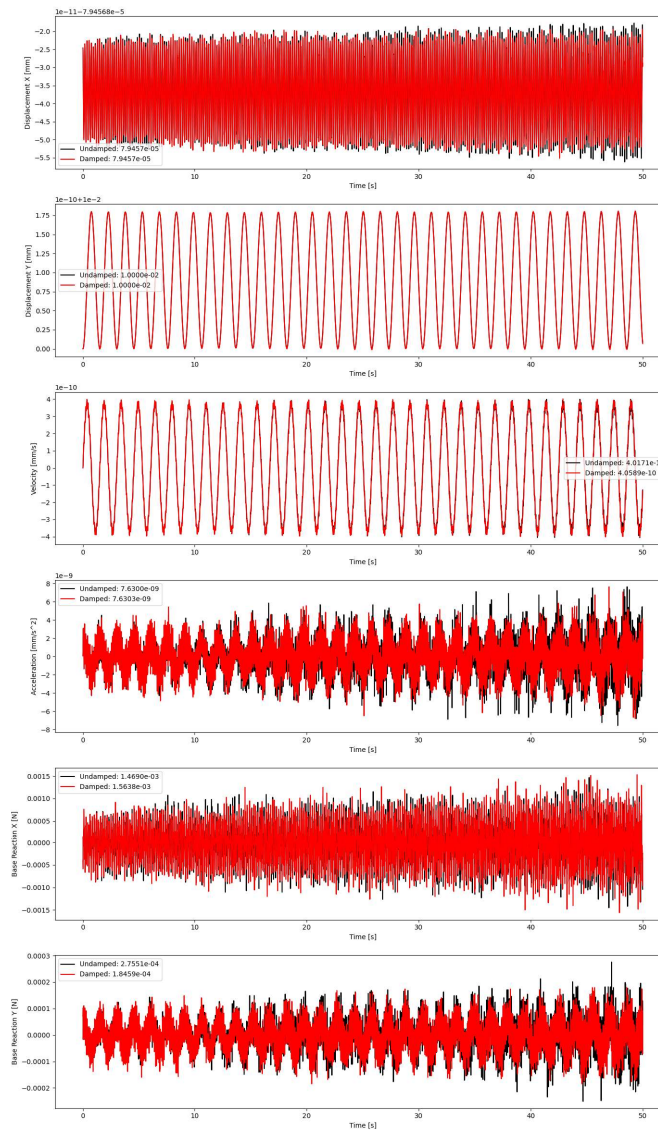 1e-11-7.94568e-5
−2.0
−2.5
−3.0
−3.5
−4.0
−4.5
−5.0
−5.5
Displacement X [mm]
Undamped: 7.9457e-05
Damped: 7.9457e-05
0 10 20 30 40 50
Time [s]
1e-10+1e-2
1.75
1.50
1.25
1.00
0.75
0.50
0.25
0.00
Displacement Y [mm]
Undamped: 1.0000e-02
Damped: 1.0000e-02
0 10 20 30 40 50
Time [s]
1e-10
4
3
2
1
0
−1
−2
−3
−4
Velocity [mm/s]
Undamped: 4.0171e-1
Damped: 4.0589e-10
0 10 20 30 40 50
Time [s]
1e-9
8
6
4
2
0
−2
−4
−6
−8
Acceleration [mm/s^2]
Undamped: 7.6300e-09
Damped: 7.6303e-09
0 10 20 30 40 50
Time [s]
0.0015
0.0010
0.0005
0.0000
−0.0005
−0.0010
−0.0015
Base Reaction X [N]
Undamped: 1.4690e-03
Damped: 1.5638e-03
0 10 20 30 40 50
Time [s]
0.0003
0.0002
0.0001
0.0000
−0.0001
−0.0002
Base Reaction Y [N]
Undamped: 2.7551e-04
Damped: 1.8459e-04
0 10 20 30 40 50
Time [s]